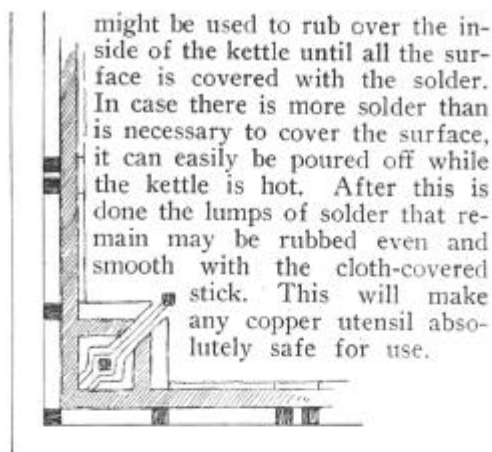 might be used to rub over the in-
side of the kettle until all the sur-
face is covered with the solder.
In case there is more solder than
is necessary to cover the surface,
it can easily be poured off while
the kettle is hot. After this is
done the lumps of solder that re-
main may be rubbed even and
smooth with the cloth-covered
stick. This will make
any copper utensil abso-
lutely safe for use.